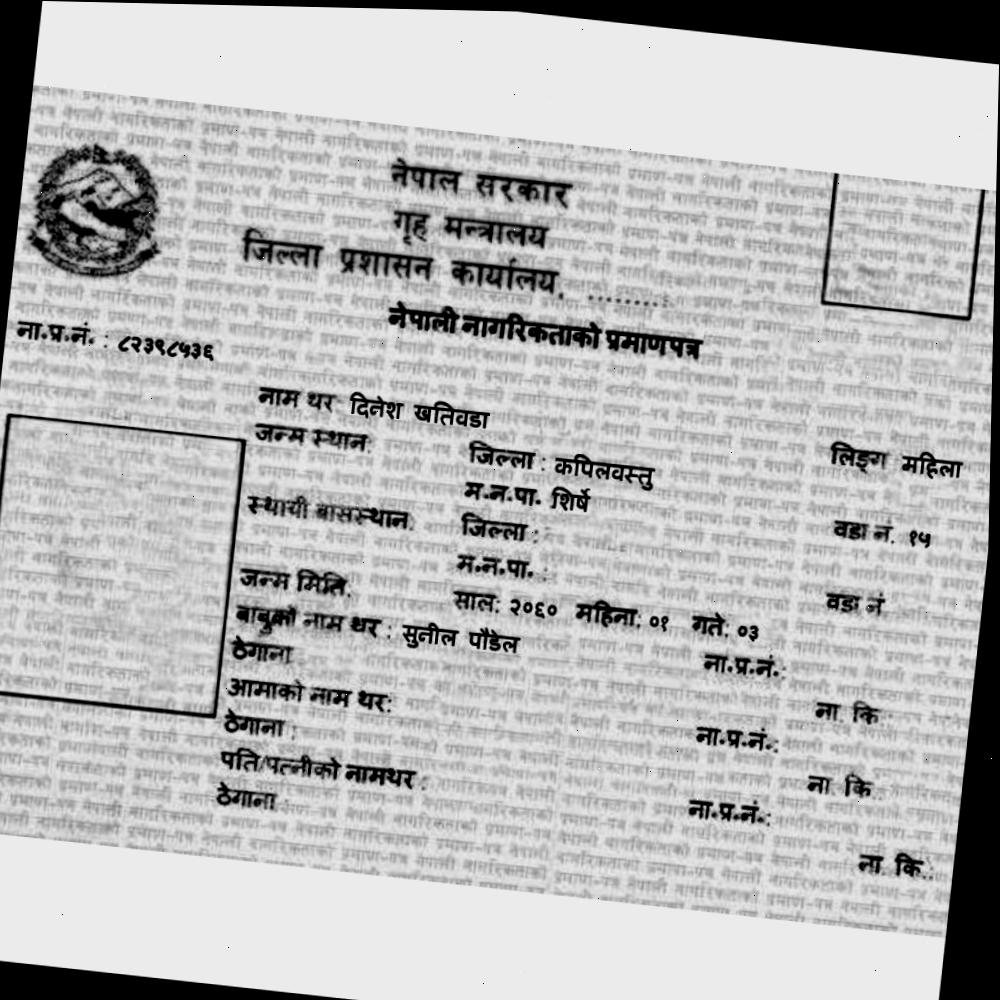 नेपाल सरकार
गृह मन्त्रालय
जिल्ला प्रशासन कार्यालय, .........
नेपाली नागरिकताको प्रमाणपत्र
ना.प्र.नं. : ८२३९८५३६
नाम थर दिनेश खतिवडा
लिङ्ग महिला
जन्म स्थान: जिल्ला : कपिलवस्तु
म.न.पा. शिर्षे वडा नं. १५
स्थायी बासस्थान: जिल्ला :
म.न.पा. : वडा नं
जन्म मिति: साल: २०६० महिना: ०१ गते: ०३
बाबुको नाम थर : सुनील पौडेल ना.प्र.नं.:
ठेगाना ना. कि :
आमाको नाम थर: ना.प्र.नं.:
ठेगाना : ना. कि :
पति/पत्नीको नामथर : ना.प्र.नं.:
ठेगाना : ना. कि :